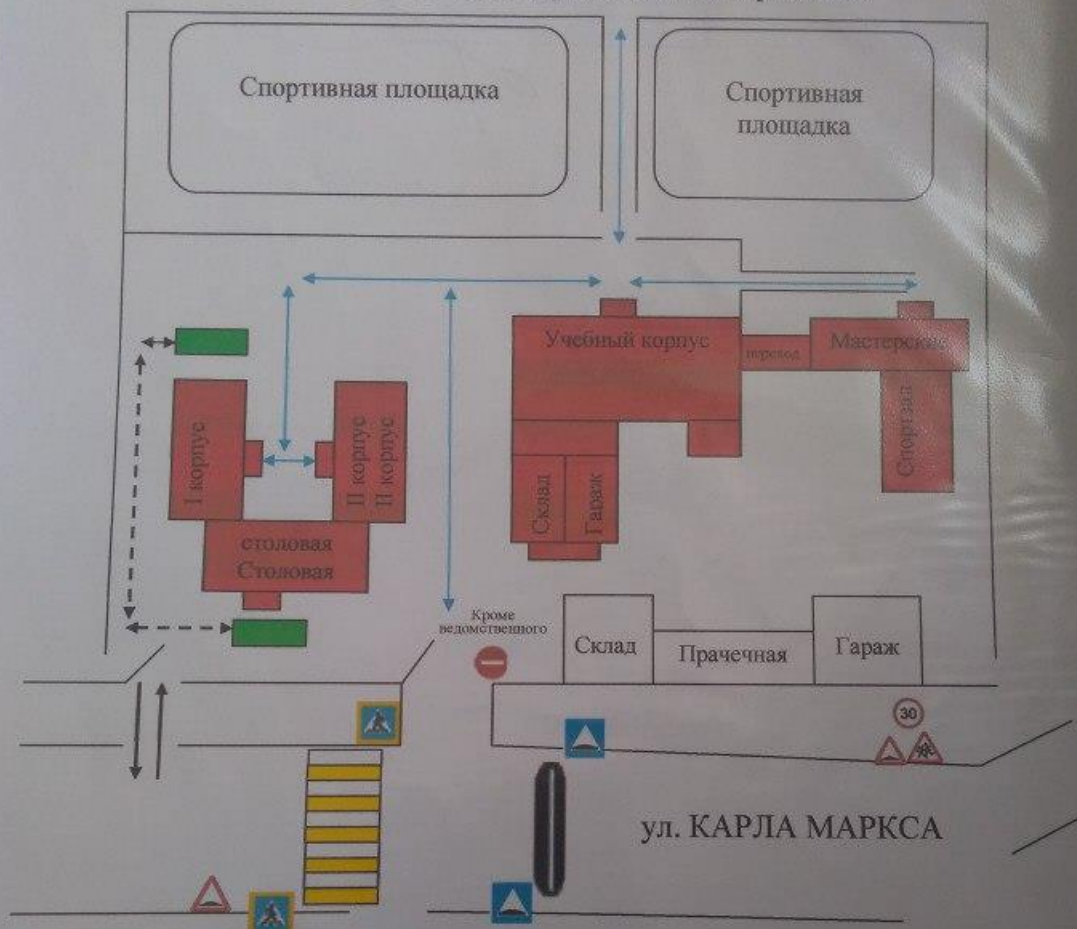 Спортивная площадка
Спортивная
площадка
Учебный корпус
переход
Мастерские
Спортзал
I корпус
II корпус
II корпус
Склад
Гараж
столовая
Столовая
Кроме
ведомственного
Склад
Прачечная
Гараж
30
ул. КАРЛА МАРКСА